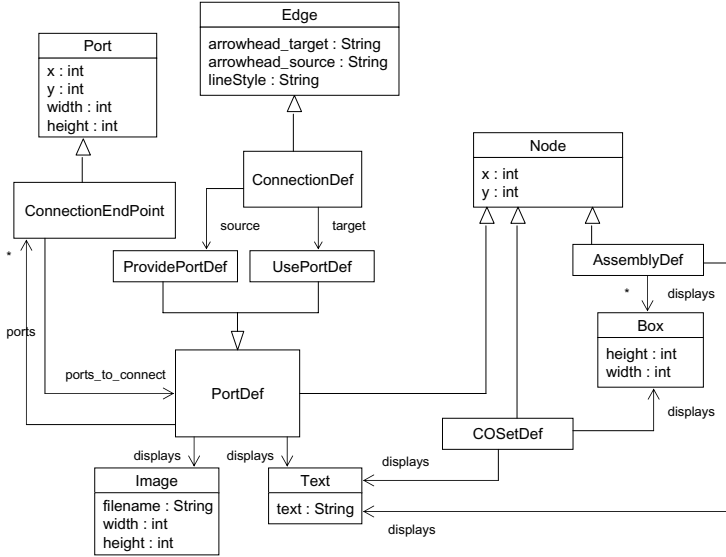 Edge
arrowhead_target : String
arrowhead_source : String
lineStyle : String
Port
x : int
y : int
width : int
height : int
Node
x : int
y : int
ConnectionDef
ConnectionEndPoint
source
target
*
ProvidePortDef
UsePortDef
AssemblyDef
*
displays
Box
height : int
width : int
ports
ports_to_connect
PortDef
displays
COSetDef
displays
displays
displays
Image
filename : String
width : int
height : int
Text
text : String
displays